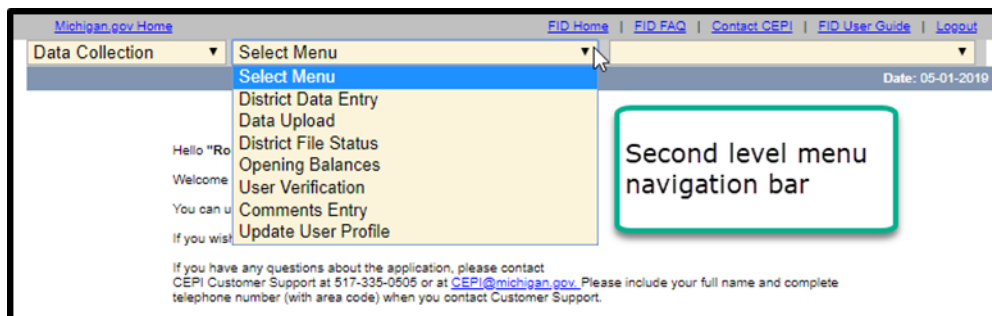 Michigan.gov Home FID Home | FID FAQ | Contact CEPI | FID User Guide | Logout
Data Collection Select Menu
Select Menu
Date: 05-01-2019
District Data Entry
Data Upload
District File Status
Opening Balances
User Verification
Comments Entry
Update User Profile
Second level menu
navigation bar
Hello "Ro
Welcome
You can u
If you wish
If you have any questions about the application, please contact
CEPI Customer Support at 517-335-0505 or at CEPI@michigan.gov. Please include your full name and complete
telephone number (with area code) when you contact Customer Support.